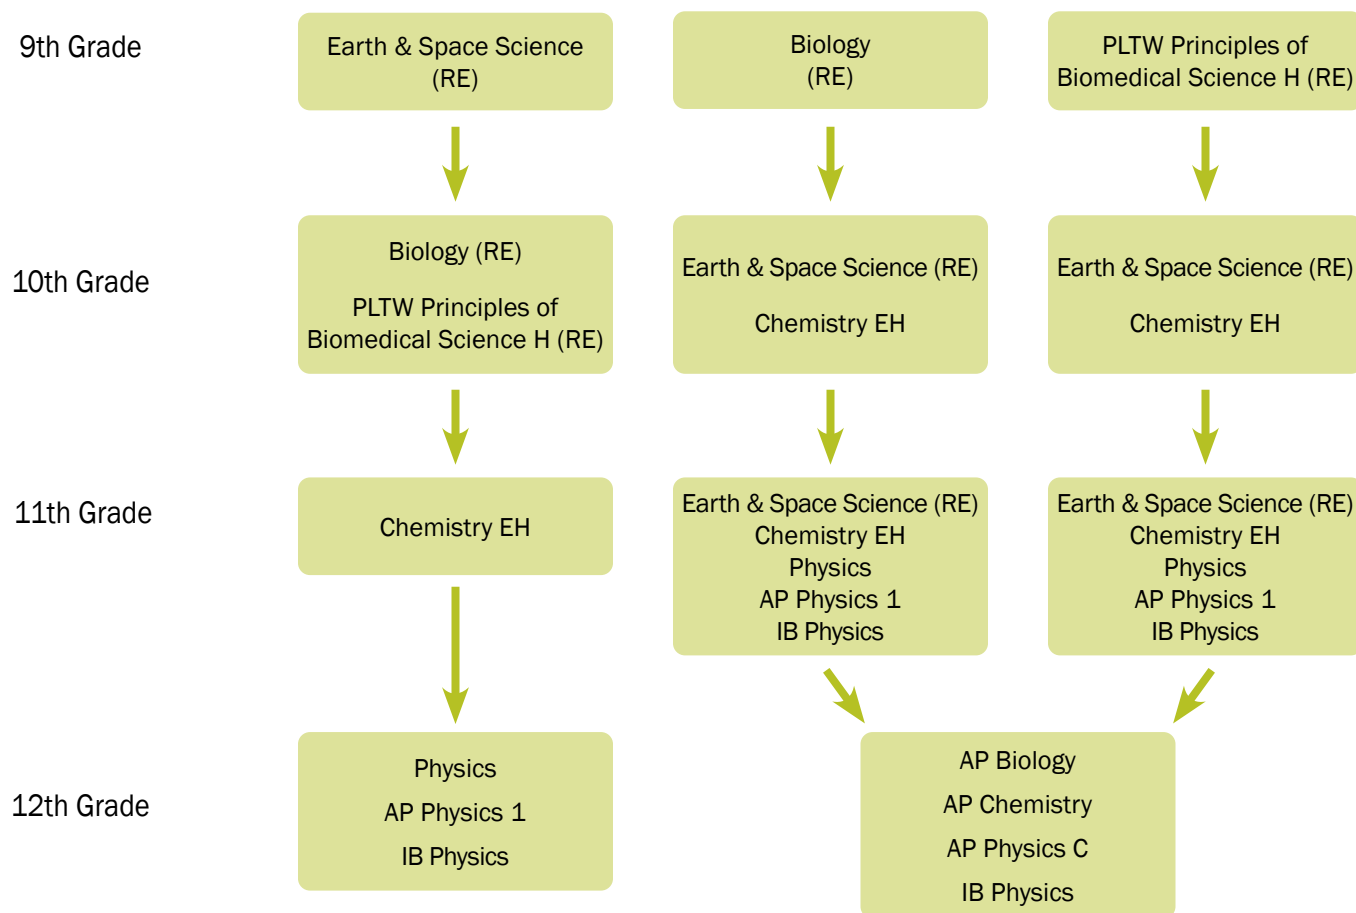 9th Grade
Earth & Space Science
(RE)
Biology
(RE)
PLTW Principles of
Biomedical Science H (RE)
10th Grade
Biology (RE)
PLTW Principles of
Biomedical Science H (RE)
Earth & Space Science (RE)
Chemistry EH
Earth & Space Science (RE)
Chemistry EH
11th Grade
Chemistry EH
Earth & Space Science (RE)
Chemistry EH
Physics
AP Physics 1
IB Physics
Earth & Space Science (RE)
Chemistry EH
Physics
AP Physics 1
IB Physics
12th Grade
Physics
AP Physics 1
IB Physics
AP Biology
AP Chemistry
AP Physics C
IB Physics